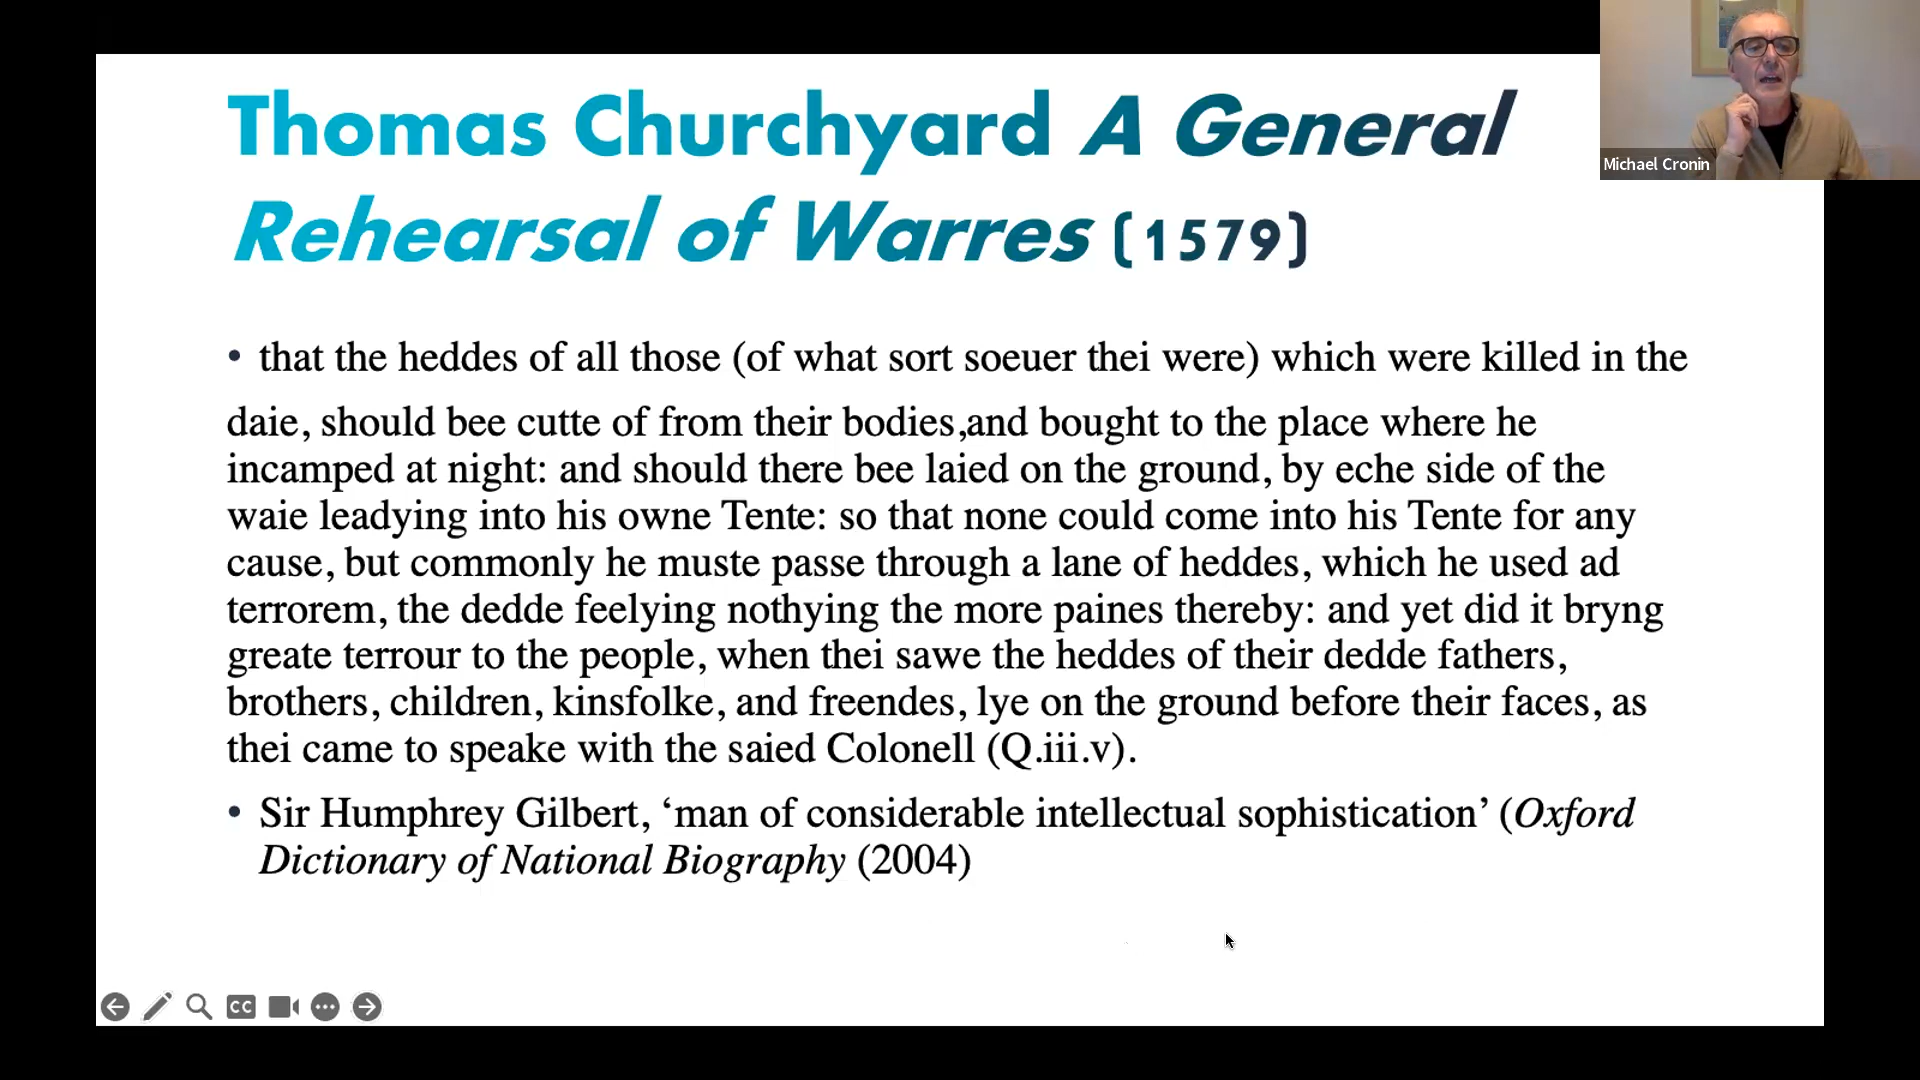 Thomas Churchyard A General
Rehearsal of Warres (1579)
Michael Cronin
• that the heddes of all those (of what sort soeuer thei were) which were killed in the
daie, should bee cutte of from their bodies,and bought to the place where he
incamped at night: and should there bee laied on the ground, by eche side of the
waie leadying into his owne Tente: so that none could come into his Tente for any
cause, but commonly he muste passe through a lane of heddes, which he used ad
terrorem, the dedde feelying nothying the more paines thereby: and yet did it bryng
greate terrour to the people, when thei sawe the heddes of their dedde fathers,
brothers, children, kinsfolke, and freendes, lye on the ground before their faces, as
thei came to speake with the saied Colonell (Q.iii.v).
• Sir Humphrey Gilbert, ‘man of considerable intellectual sophistication’ (Oxford
Dictionary of National Biography (2004)
CC